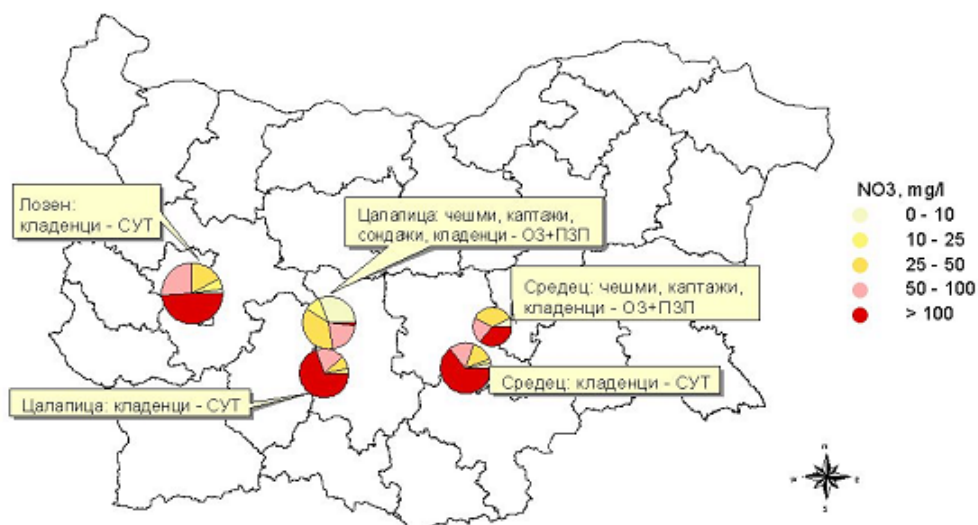 Лозен:
кладенци - СУТ
Цалапица: чешми, каптажи,
сондажи, кладенци - ОЗ+ПЗП
Средец: чешми, каптажи,
кладенци - ОЗ+ПЗП
Средец: кладенци - СУТ
Цалапица: кладенци - СУТ
NO3, mg/l
0 - 10
10 - 25
25 - 50
50 - 100
> 100
N
W
E
S